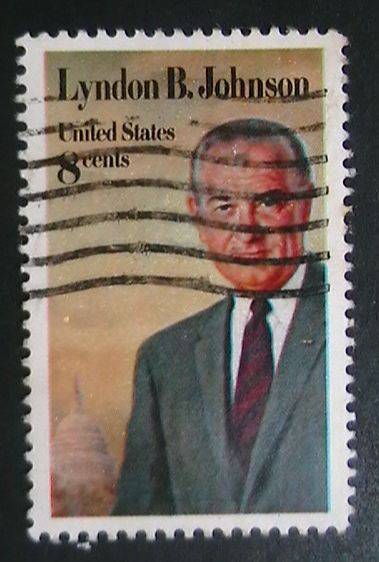 Lyndon B. Johnson
United States
8 cents